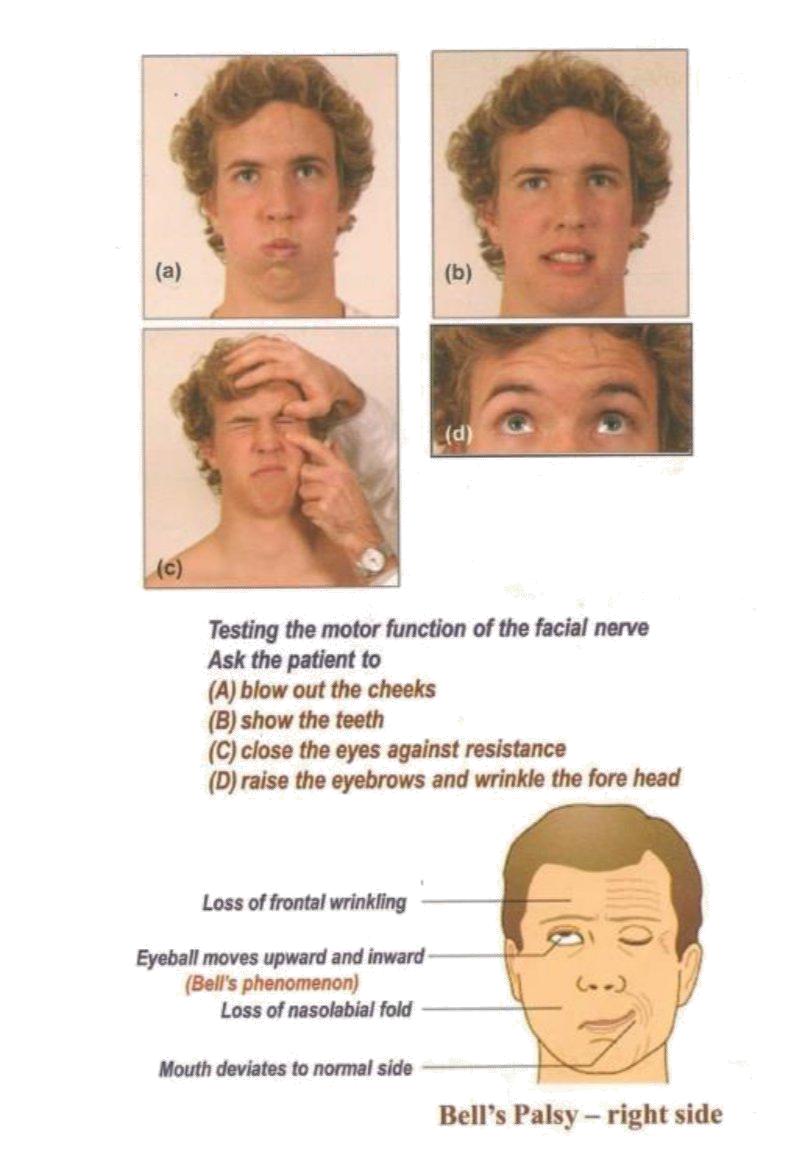 (a)
(b)
(c)
(d)
Testing the motor function of the facial nerve
Ask the patient to
(A) blow out the cheeks
(B) show the teeth
(C) close the eyes against resistance
(D) raise the eyebrows and wrinkle the fore head
Loss of frontal wrinkling
Eyeball moves upward and inward
(Bell's phenomenon)
Loss of nasolabial fold
Mouth deviates to normal side
Bell's Palsy – right side